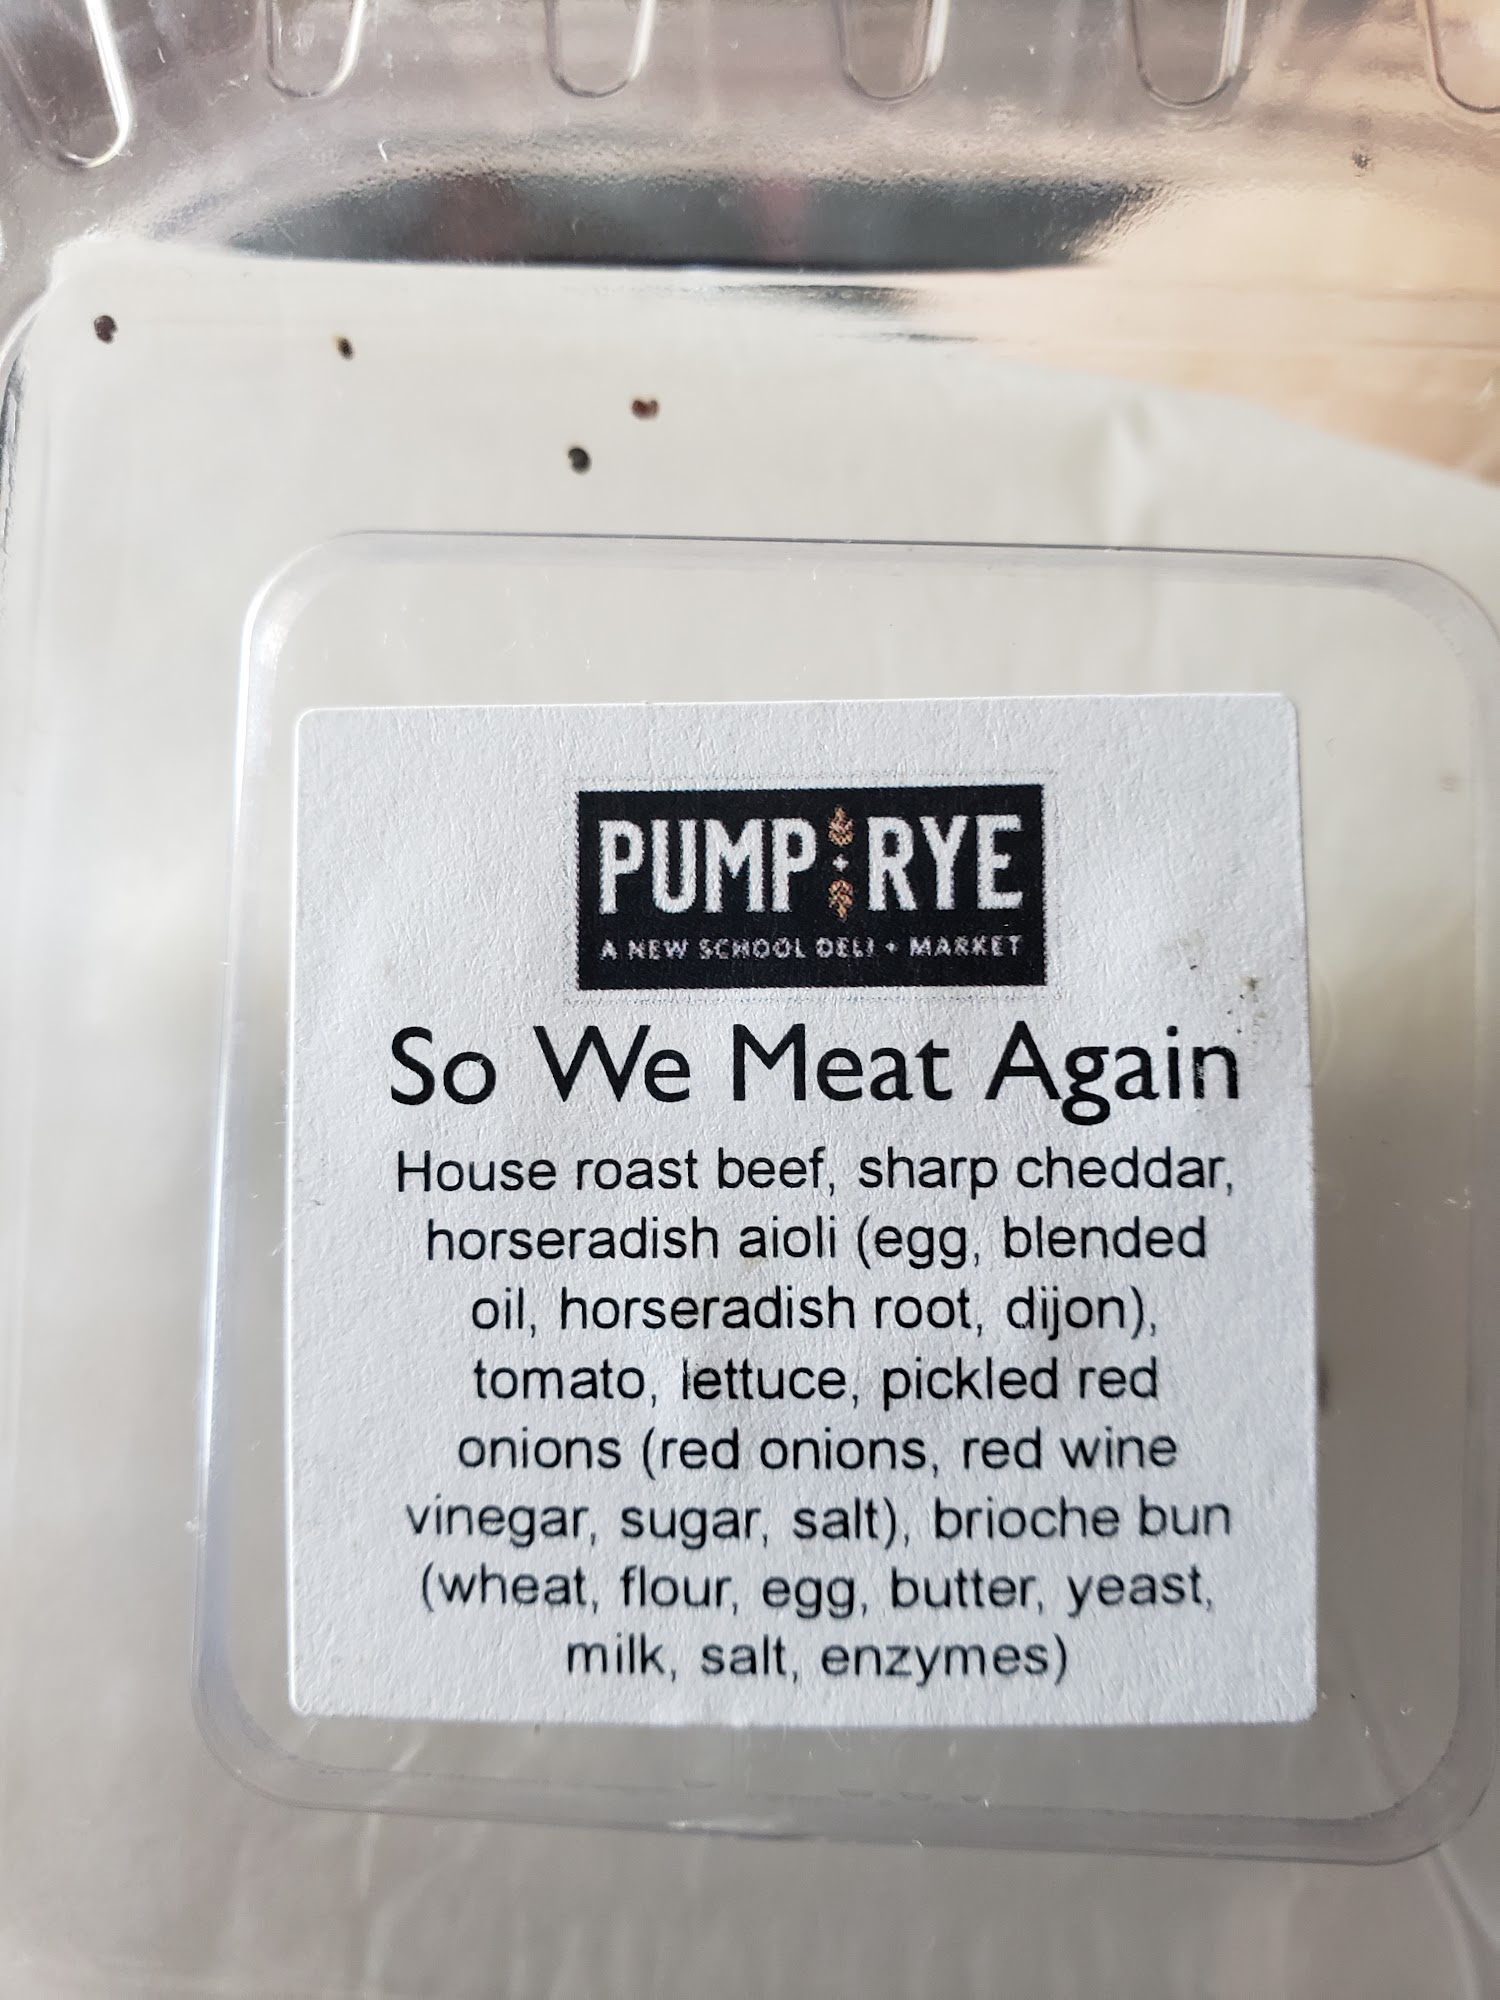 PUMP + RYE
A NEW SCHOOL DELI + MARKET
So We Meat Again
House roast beef, sharp cheddar,
horseradish aioli (egg, blended
oil, horseradish root, dijon),
tomato, lettuce, pickled red
onions (red onions, red wine
vinegar, sugar, salt), brioche bun
(wheat, flour, egg, butter, yeast,
milk, salt, enzymes)